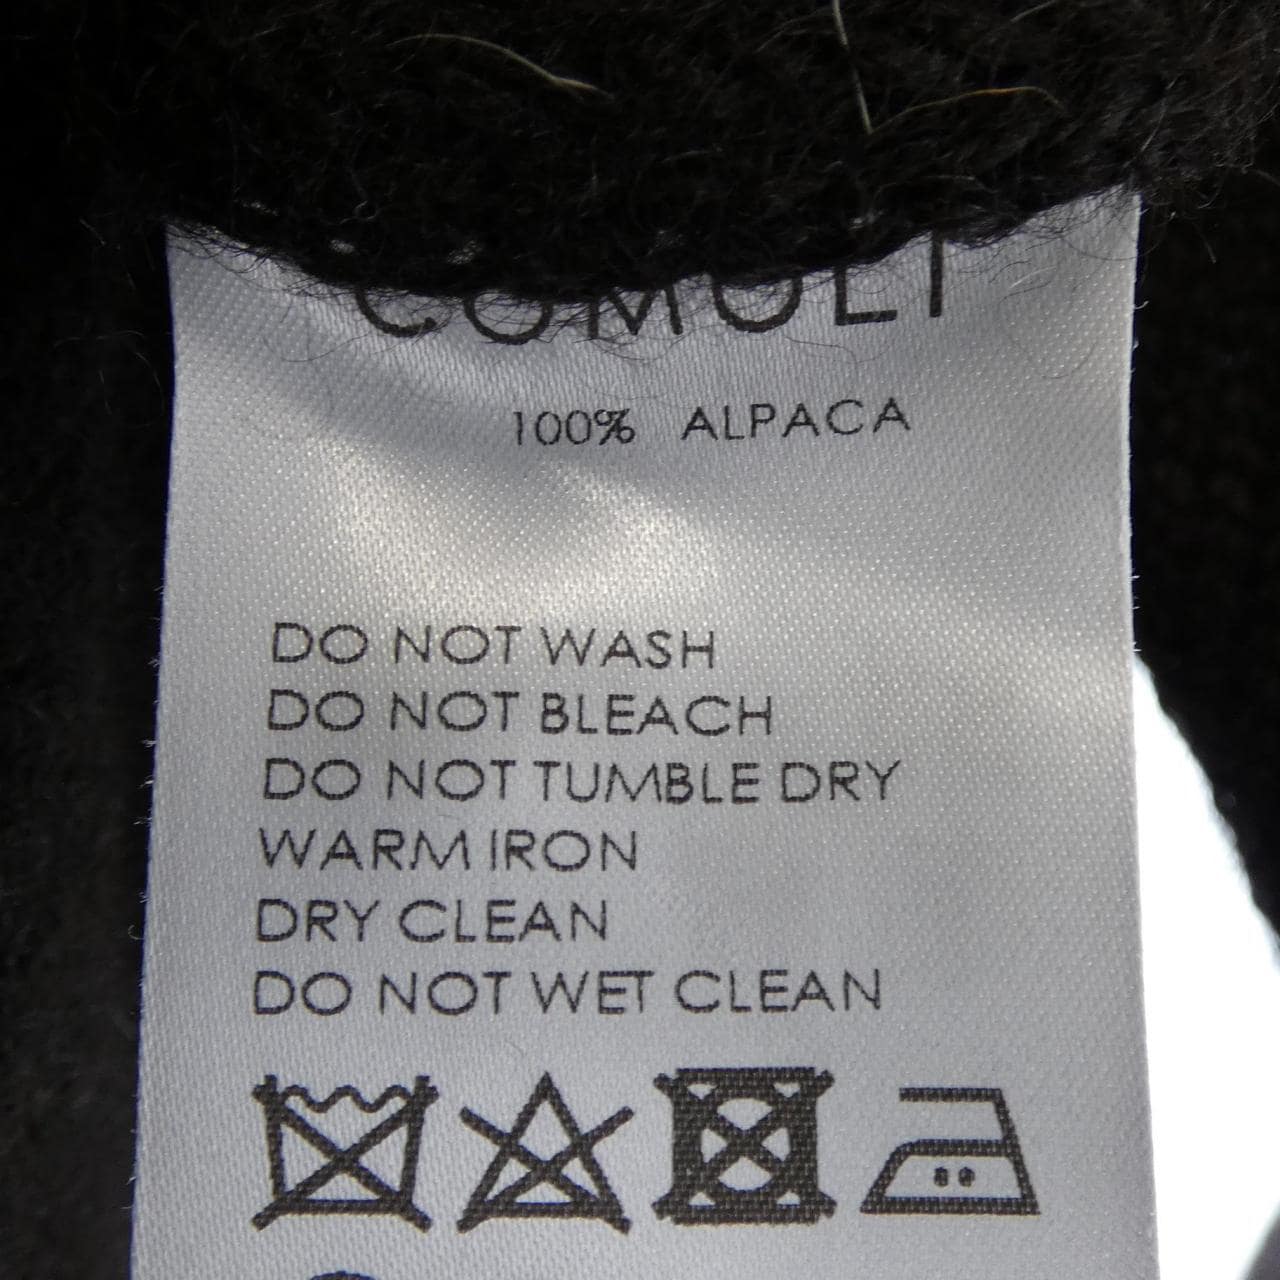 COMOLI
100% ALPACA
DO NOT WASH
DO NOT BLEACH
DO NOT TUMBLE DRY
WARM IRON
DRY CLEAN
DO NOT WET CLEAN